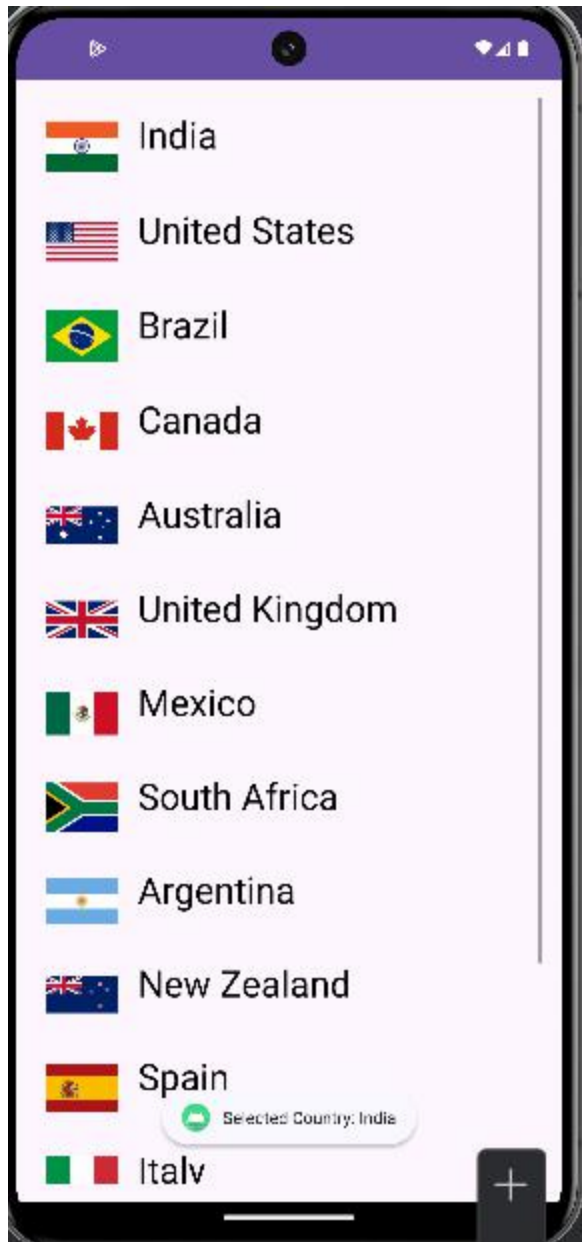 India
United States
Brazil
Canada
Australia
United Kingdom
Mexico
South Africa
Argentina
New Zealand
Spain
Selected Country: India
Italy